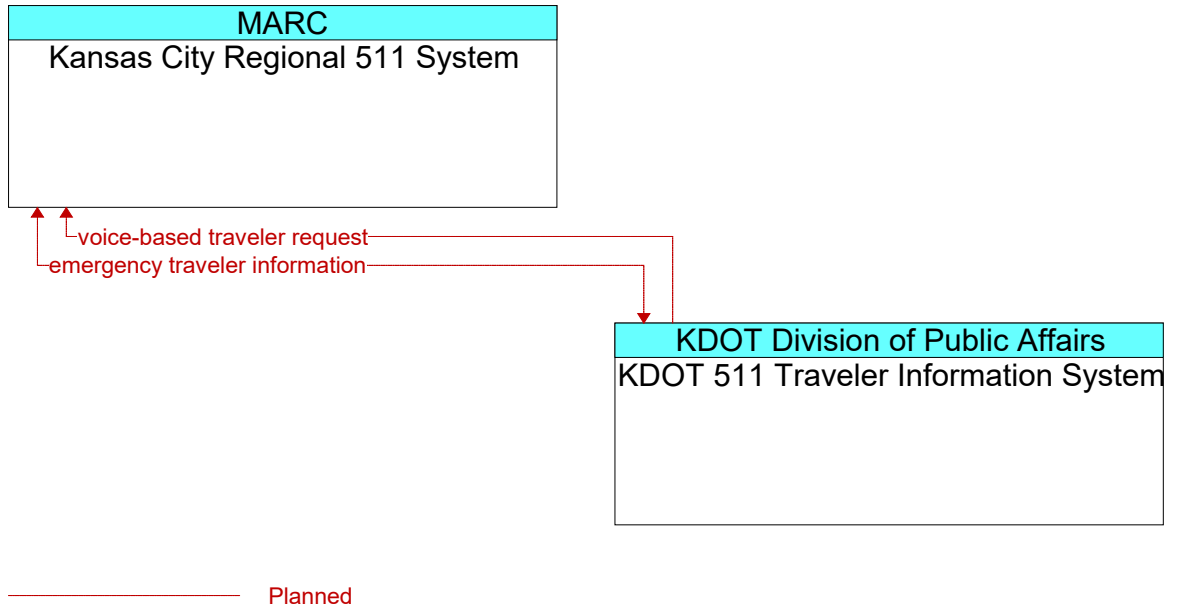 MARC
Kansas City Regional 511 System
voice-based traveler request
emergency traveler information
KDOT Division of Public Affairs
KDOT 511 Traveler Information System
Planned